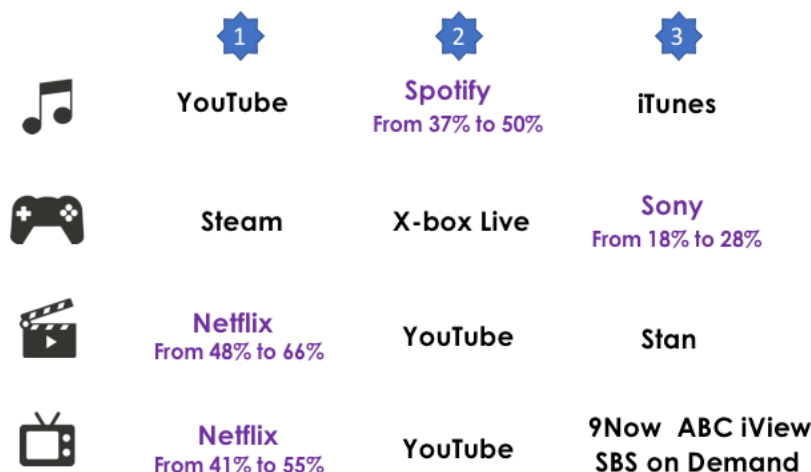 1 2 3
YouTube Spotify iTunes
From 37% to 50%
Steam X-box Live Sony
From 18% to 28%
Netflix YouTube Stan
From 48% to 66%
Netflix YouTube 9Now ABC iView
From 41% to 55% SBS on Demand